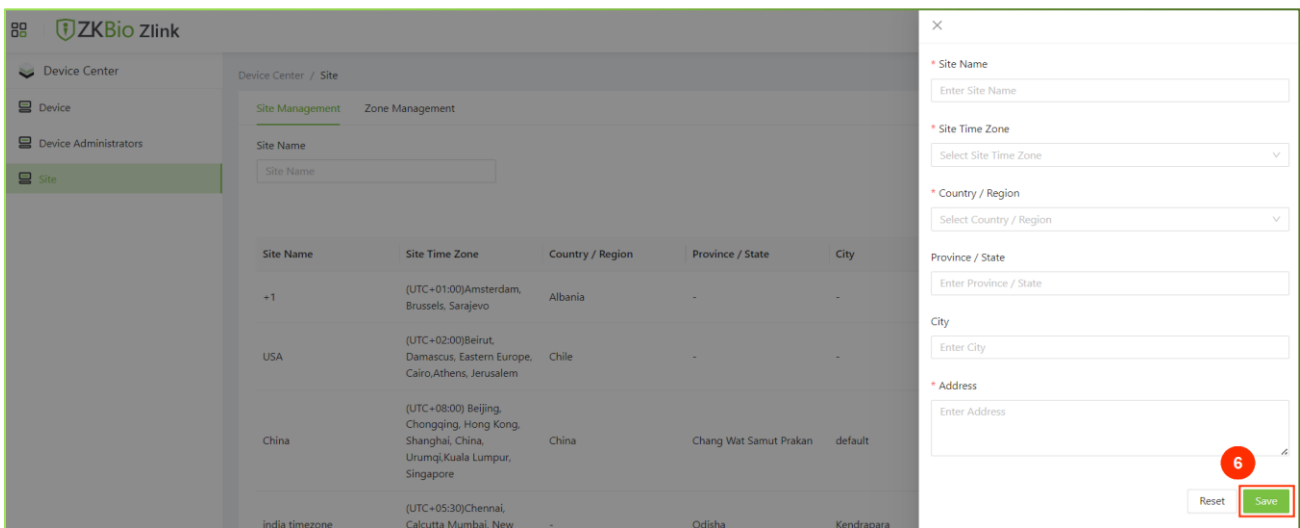 ZKBio Zlink
Device Center
Device
Device Administrators
Site
Device Center / Site
Site Management Zone Management
Site Name
Site Name
Site Name Site Time Zone Country / Region Province / State City
+1 (UTC+01:00)Amsterdam, Brussels, Sarajevo Albania - -
USA (UTC+02:00)Beirut, Damascus, Eastern Europe, Cairo,Athens, Jerusalem Chile - -
China (UTC+08:00) Beijing, Chongqing, Hong Kong, Shanghai, China, Urumqi,Kuala Lumpur, Singapore China Chang Wat Samut Prakan default
india timezone (UTC+05:30)Chennai, Calcutta Mumbai, New - Odisha Kendrapara
* Site Name
Enter Site Name
* Site Time Zone
Select Site Time Zone
* Country / Region
Select Country / Region
Province / State
Enter Province / State
City
Enter City
* Address
Enter Address
6
Reset Save